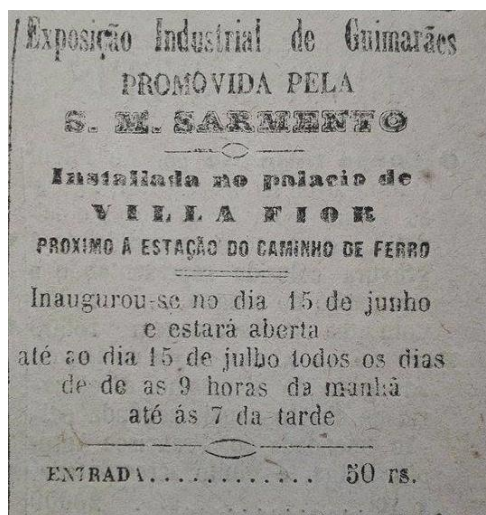 Exposição Industrial de Guimarães
PROMOVIDA PELA
S. M. SARMENTO
Installada no palacio de
VILLA FlOR
PROXIMO Á ESTAÇÃO DO CAMINHO DE FERRO
Inaugurou-se no dia 15 de junho
e estará aberta
até ao dia 15 de julho todos os dias
de de as 9 horas da manhã
até ás 7 da tarde
ENTRADA............ 50 rs.